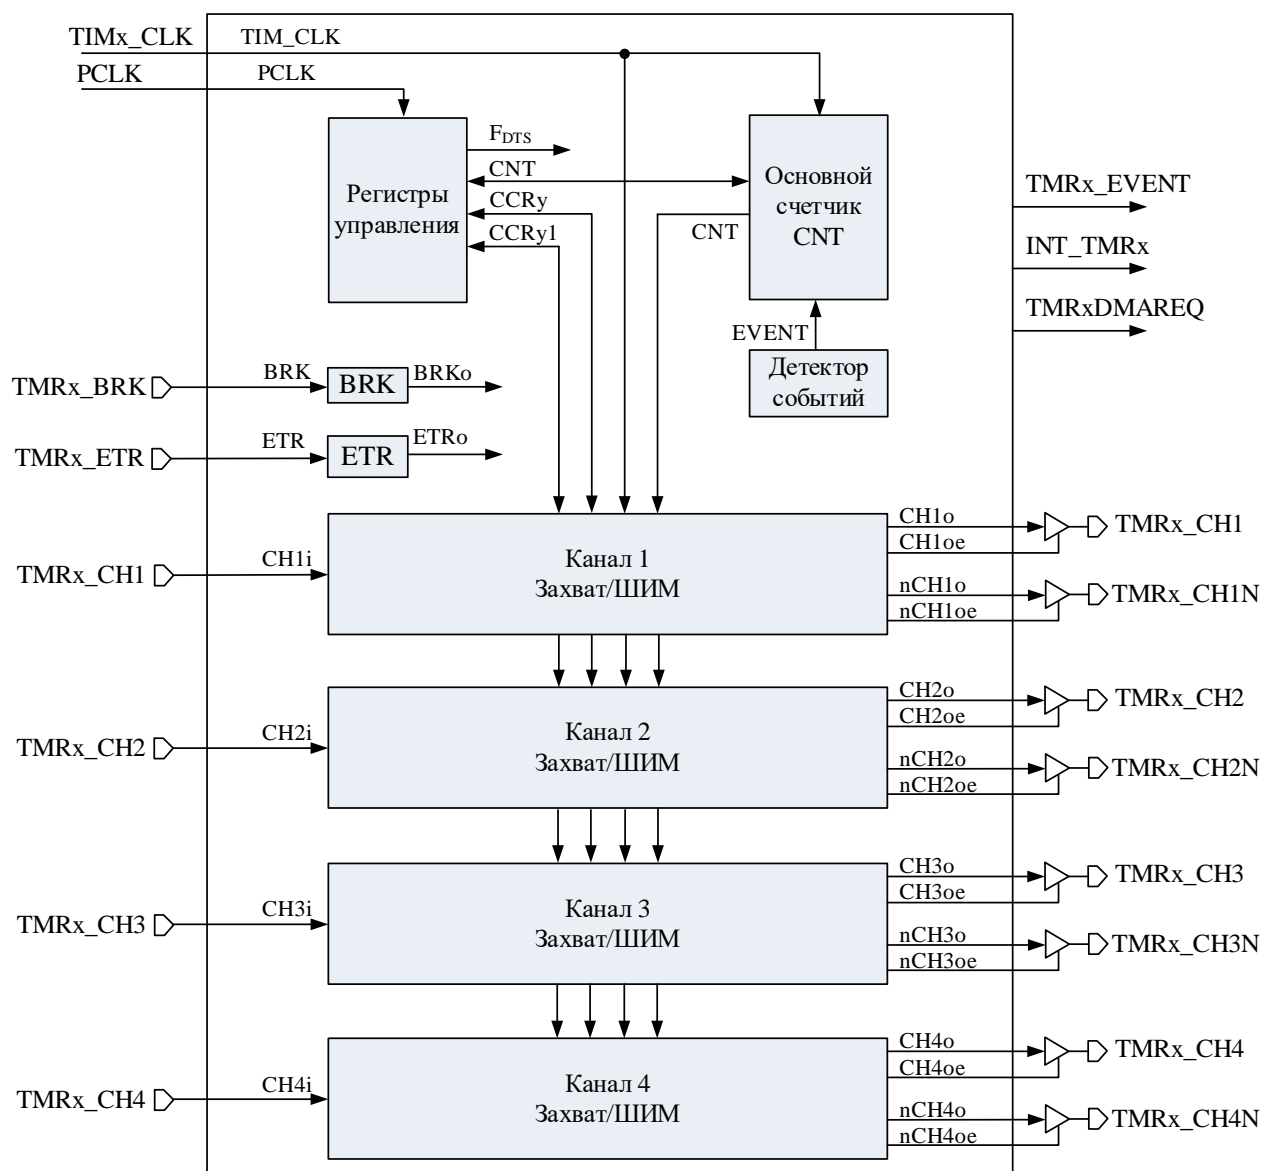 TIMx_CLK
TIM_CLK
PCLK
PCLK
Регистры
управления
F_DTS
CNT
CCRy
CCRy1
CNT
Основной
счетчик
CNT
EVENT
Детектор
событий
TMRx_EVENT
INT_TMRx
TMRxDMAREQ
TMRx_BRK
BRK
BRK
BRKo
TMRx_ETR
ETR
ETR
ETRo
TMRx_CH1
CH1i
Канал 1
Захват/ШИМ
CH1o
CH1oe
nCH1o
nCH1oe
TMRx_CH1
TMRx_CH1N
TMRx_CH2
CH2i
Канал 2
Захват/ШИМ
CH2o
CH2oe
nCH2o
nCH2oe
TMRx_CH2
TMRx_CH2N
TMRx_CH3
CH3i
Канал 3
Захват/ШИМ
CH3o
CH3oe
nCH3o
nCH3oe
TMRx_CH3
TMRx_CH3N
TMRx_CH4
CH4i
Канал 4
Захват/ШИМ
CH4o
CH4oe
nCH4o
nCH4oe
TMRx_CH4
TMRx_CH4N